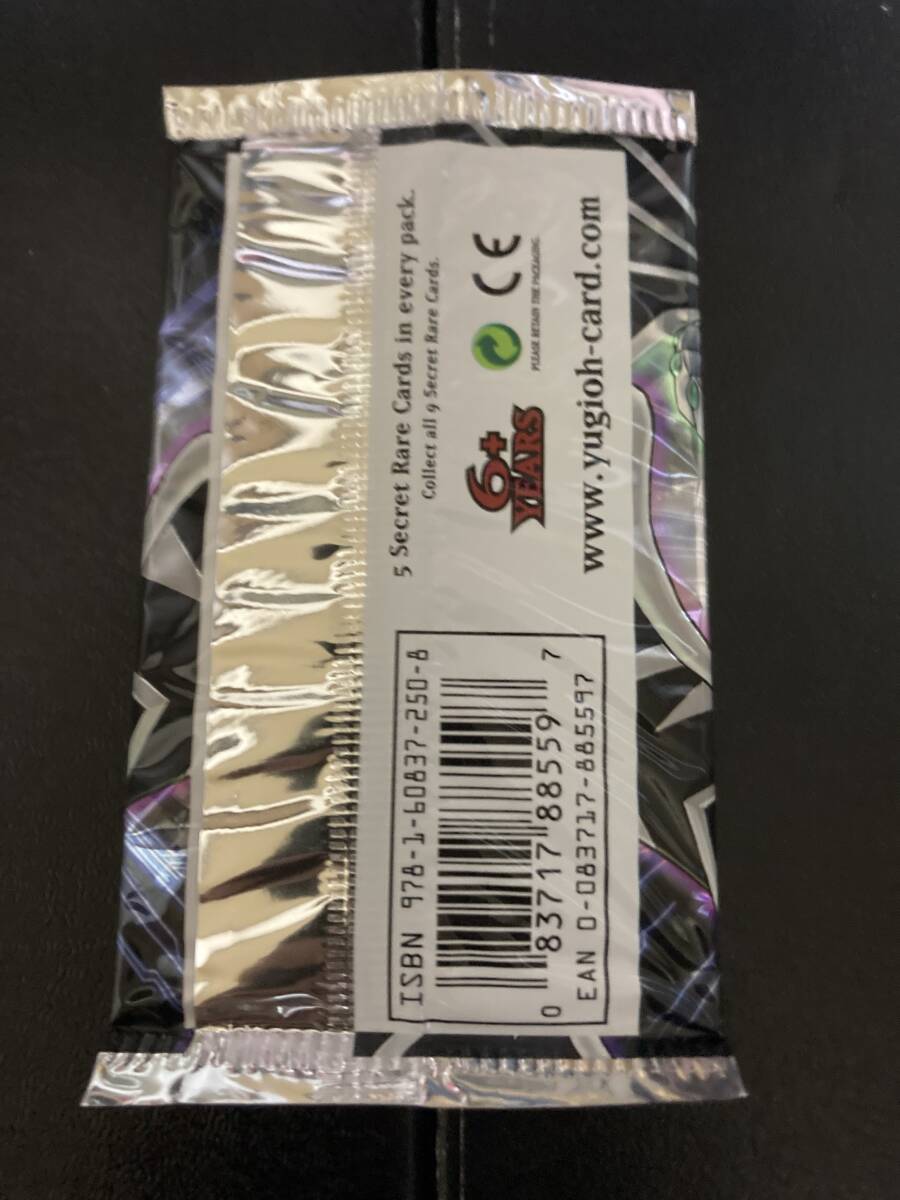 5 Secret Rare Cards in every pack.
Collect all 9 Secret Rare Cards.
6+
YEARS
CE
PLEASE RETAIN THE PACKAGING.
www.yugioh-card.com
ISBN 978-1-60837-250-8
0 83717 88559 7
EAN 0-083717-885597